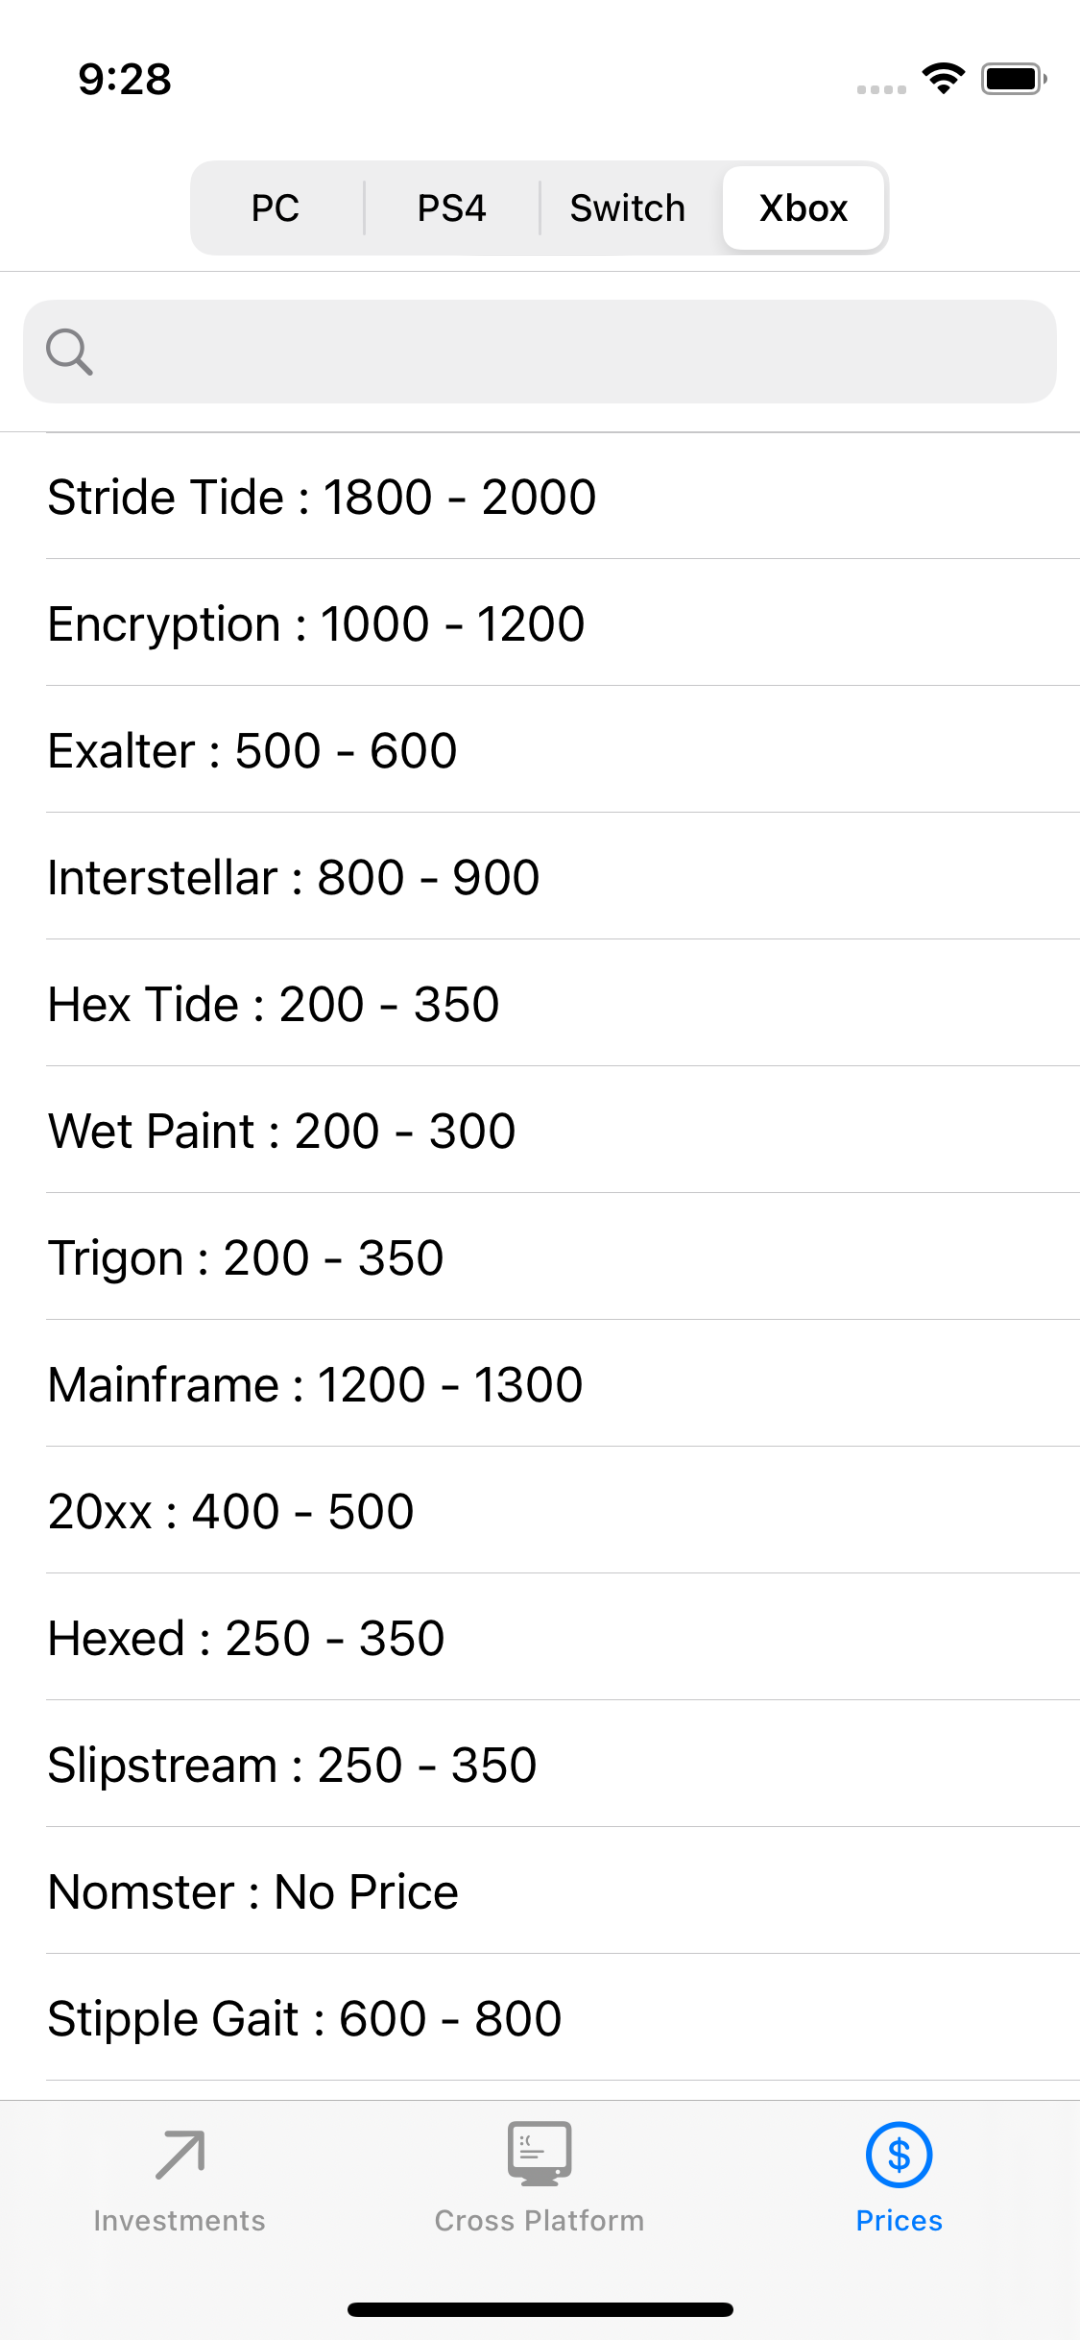 9:28
PC PS4 Switch Xbox
Stride Tide : 1800 - 2000
Encryption : 1000 - 1200
Exalter : 500 - 600
Interstellar : 800 - 900
Hex Tide : 200 - 350
Wet Paint : 200 - 300
Trigon : 200 - 350
Mainframe : 1200 - 1300
20xx : 400 - 500
Hexed : 250 - 350
Slipstream : 250 - 350
Nomster : No Price
Stipple Gait : 600 - 800
Investments Cross Platform Prices